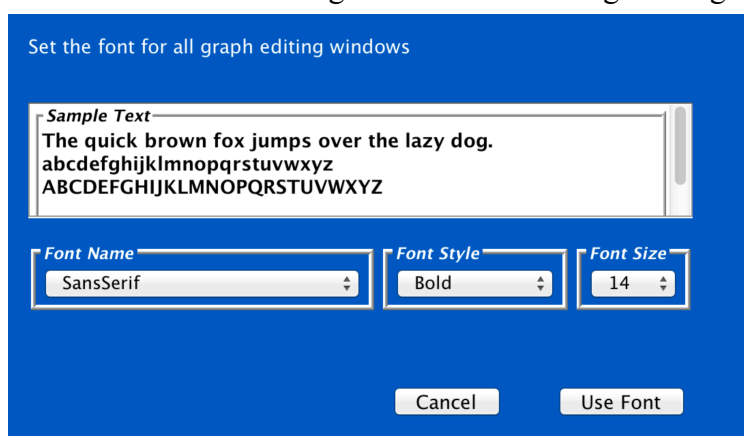 Set the font for all graph editing windows
Sample Text
The quick brown fox jumps over the lazy dog.
abcdefghijklmnopqrstuvwxyz
ABCDEFGHIJKLMNOPQRSTUVWXYZ
Font Name
Font Style
Font Size
SansSerif
Bold
14
Cancel
Use Font